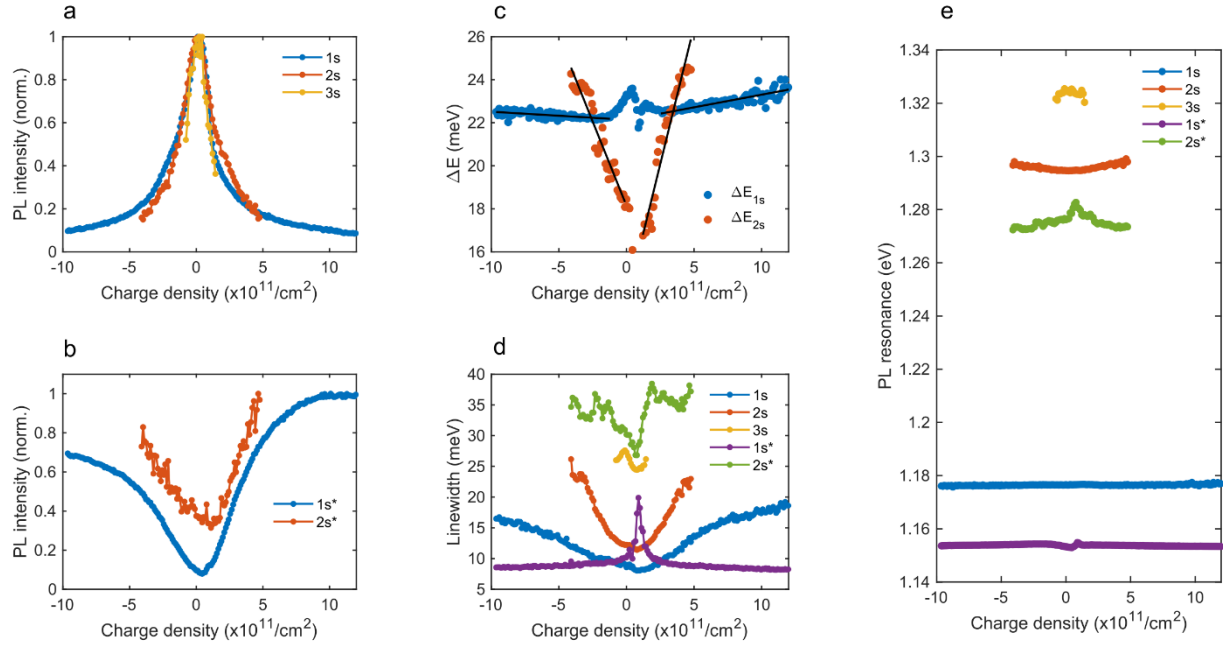 a
PL intensity (norm.)
1
0.8
0.6
0.4
0.2
0
-10 -5 0 5 10
Charge density (x10¹¹/cm²)
1s
2s
3s
b
PL intensity (norm.)
1
0.8
0.6
0.4
0.2
0
-10 -5 0 5 10
Charge density (x10¹¹/cm²)
1s*
2s*
c
ΔE (meV)
26
24
22
20
18
16
-10 -5 0 5 10
Charge density (x10¹¹/cm²)
ΔE₁ₛ
ΔE₂ₛ
d
Linewidth (meV)
40
35
30
25
20
15
10
5
-10 -5 0 5 10
Charge density (x10¹¹/cm²)
1s
2s
3s
1s*
2s*
e
PL resonance (eV)
1.34
1.32
1.3
1.28
1.26
1.24
1.22
1.2
1.18
1.16
1.14
-10 -5 0 5 10
Charge density (x10¹¹/cm²)
1s
2s
3s
1s*
2s*